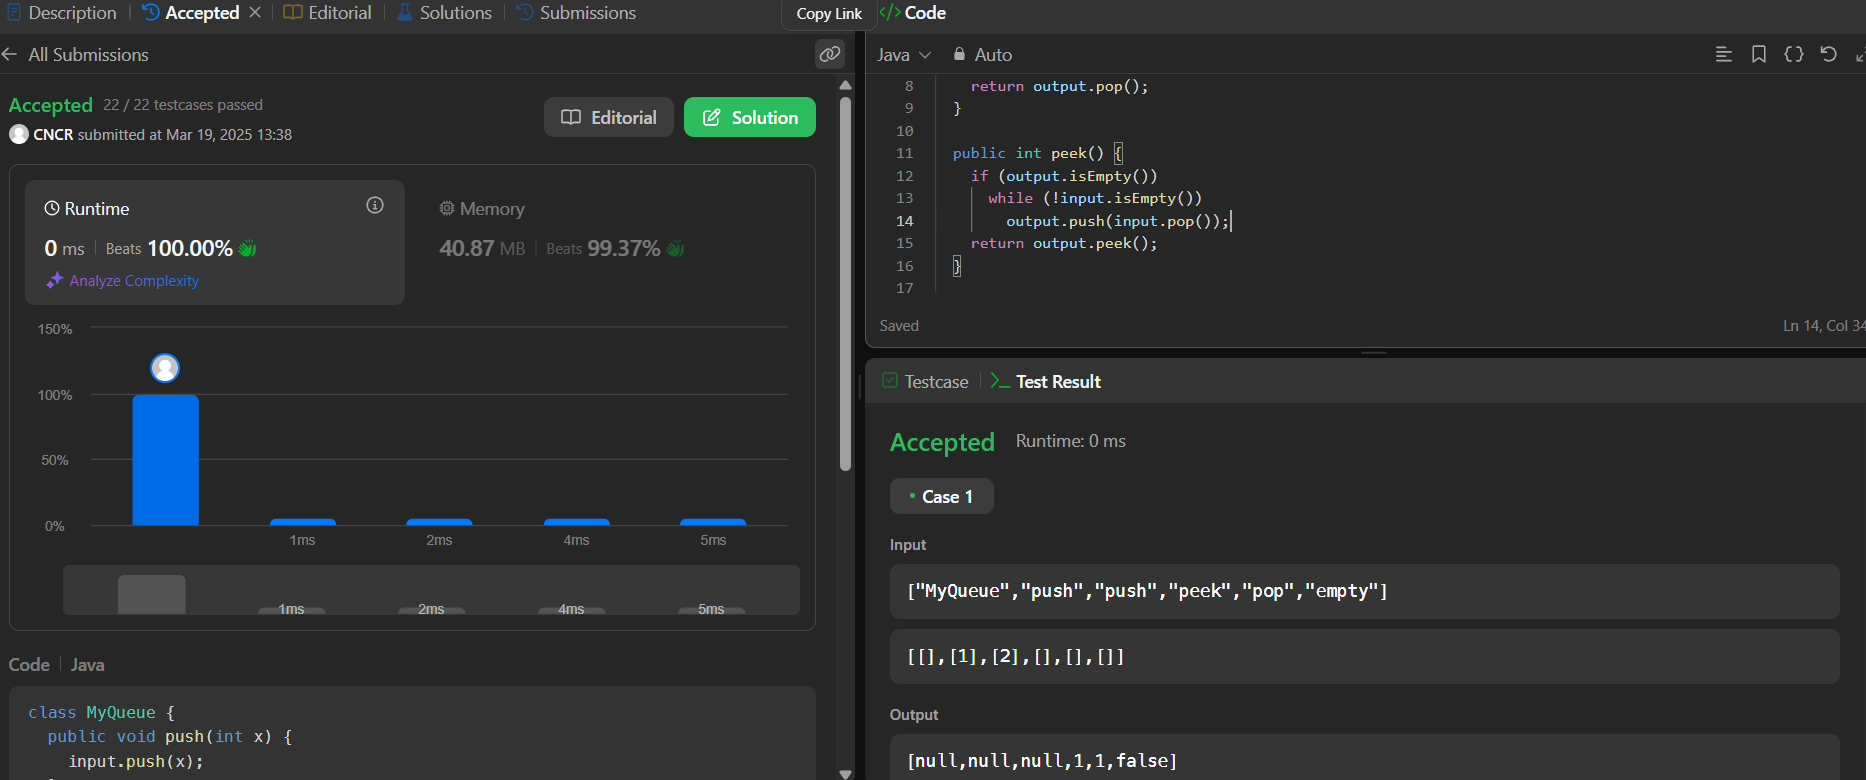 Description
Accepted
Editorial
Solutions
Submissions
Copy Link
Code
All Submissions
Accepted 22 / 22 testcases passed
CNCR submitted at Mar 19, 2025 13:38
Editorial
Solution
Runtime
0 ms Beats 100.00%
Analyze Complexity
Memory
40.87 MB Beats 99.37%
150%
100%
50%
0%
1ms 2ms 4ms 5ms
1ms 2ms 4ms 5ms
Code Java
class MyQueue {
public void push(int x) {
input.push(x);
Java Auto
8 return output.pop();
9 }
10
11 public int peek() {
12 if (output.isEmpty())
13 while (!input.isEmpty())
14 output.push(input.pop());
15 return output.peek();
16 }
17
Saved
Ln 14, Col 34
Testcase
Test Result
Accepted Runtime: 0 ms
Case 1
Input
["MyQueue","push","push","peek","pop","empty"]
[[],[1],[2],[],[],[]]
Output
[null,null,null,1,1,false]